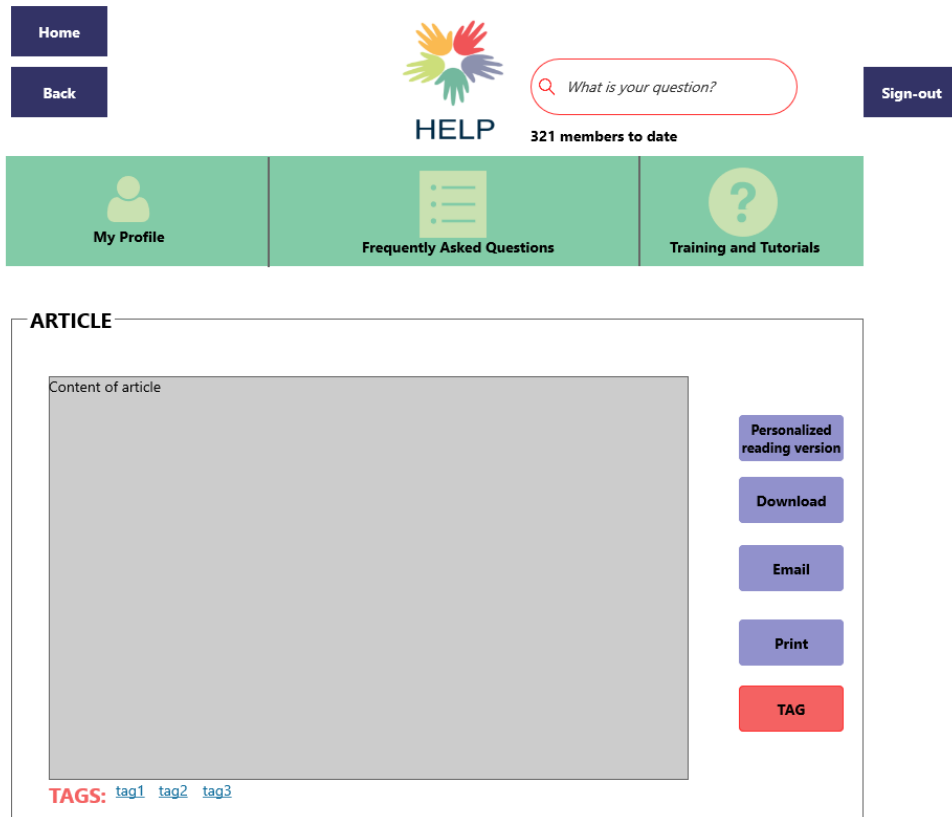 Home
Back
HELP
What is your question?
321 members to date
Sign-out
My Profile
Frequently Asked Questions
?
Training and Tutorials
ARTICLE
Content of article
Personalized
reading version
Download
Email
Print
TAG
TAGS: tag1 tag2 tag3